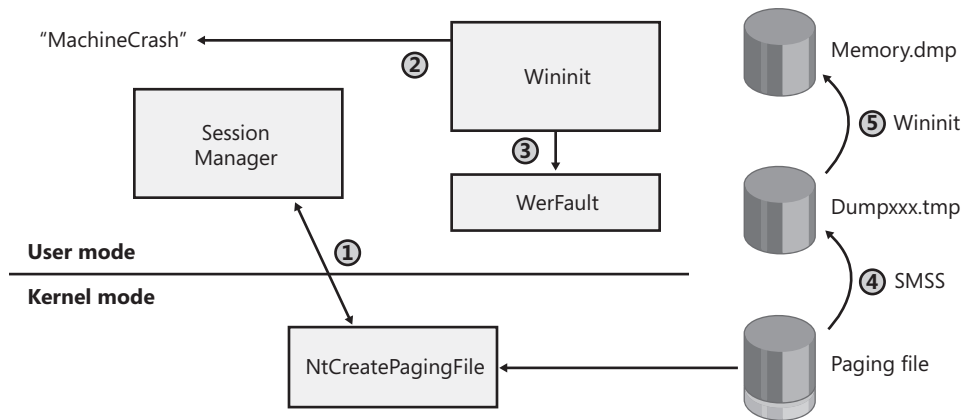 “MachineCrash”
2
Wininit
Memory.dmp
Session
Manager
5 Wininit
3
WerFault
Dumpxxx.tmp
User mode
1
Kernel mode
4 SMSS
NtCreatePagingFile
Paging file